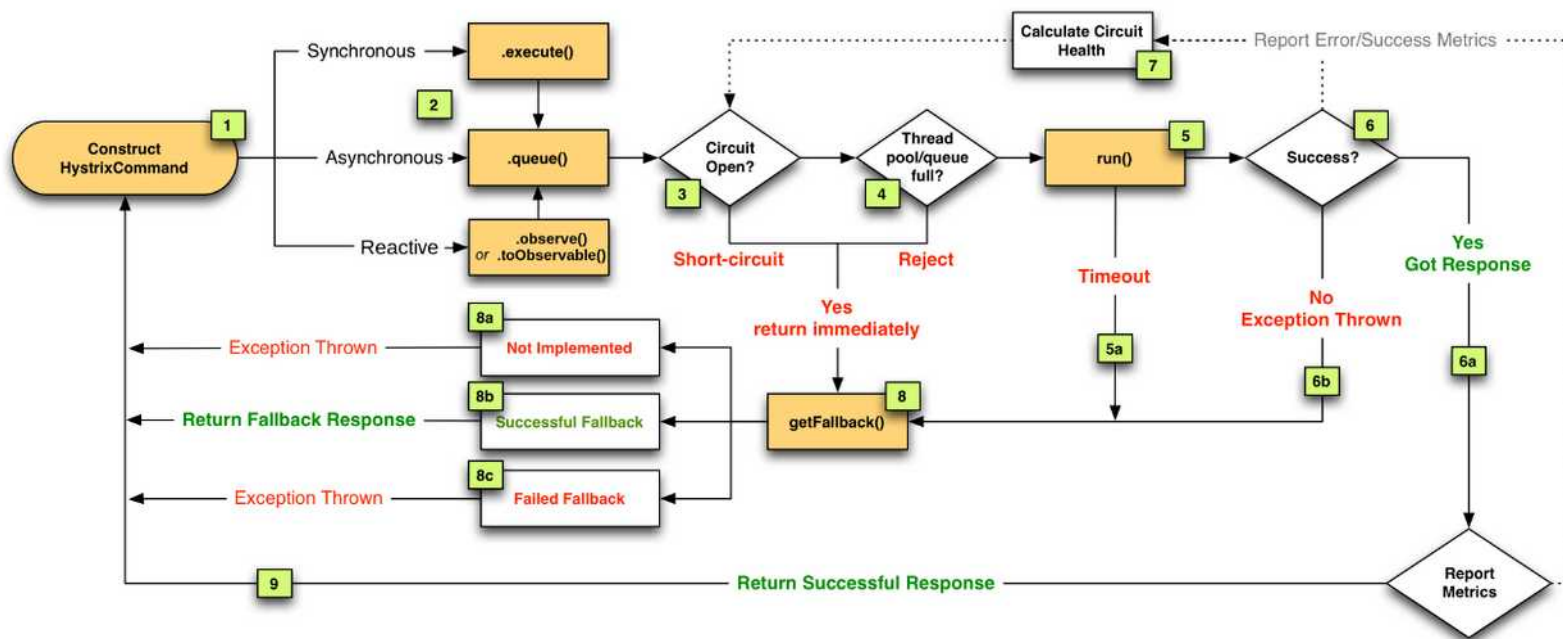 Calculate Circuit
Health
7
Report Error/Success Metrics
Synchronous
.execute()
2
1
Construct
HystrixCommand
Asynchronous
.queue()
Circuit
Open?
3
Thread
pool/queue
full?
4
5
run()
6
Success?
Reactive
.observe()
or .toObservable()
Short-circuit
Reject
Timeout
Yes
Got Response
Yes
return immediately
No
Exception Thrown
8a
Exception Thrown
Not Implemented
5a
6b
6a
8b
Return Fallback Response
Successful Fallback
8
getFallback()
8c
Exception Thrown
Failed Fallback
9
Return Successful Response
Report
Metrics